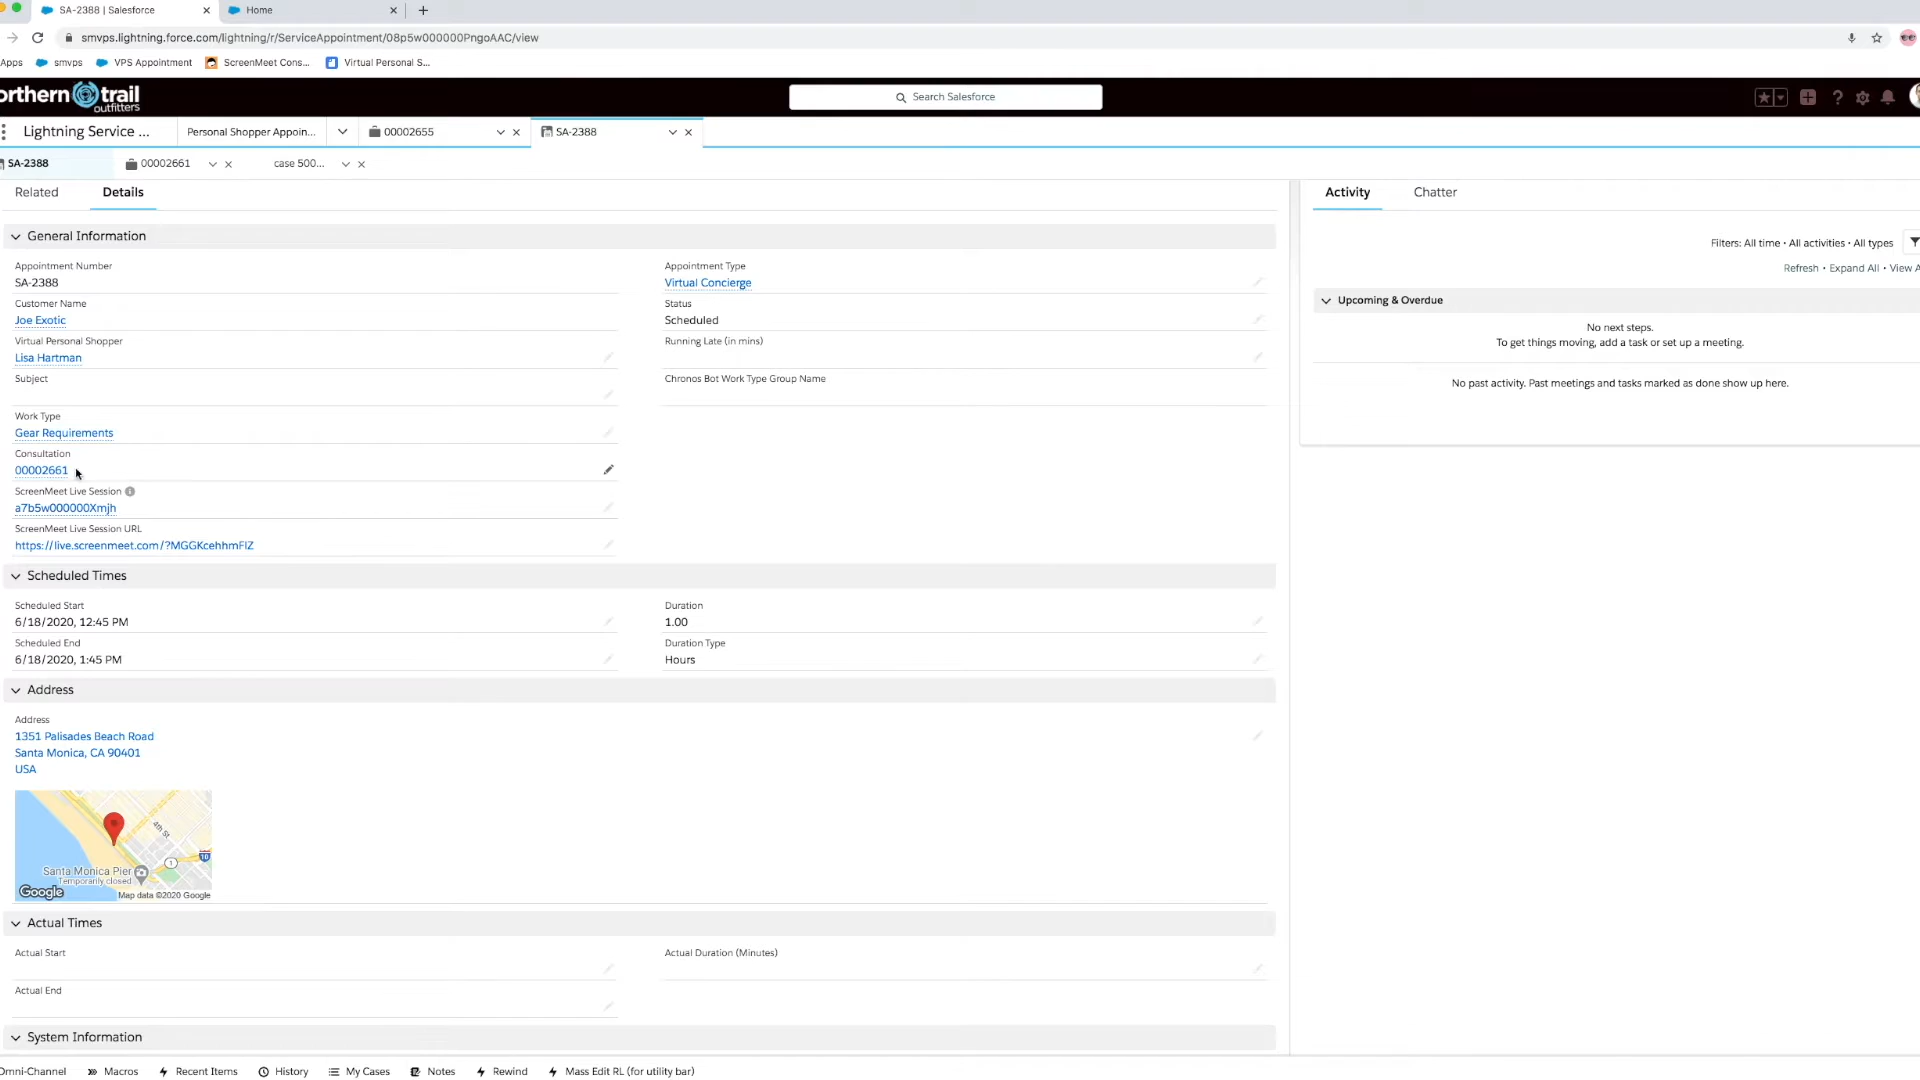 SA-2388 | Salesforce
Home
smvps.lightning.force.com/lightning/r/ServiceAppointment/08p5w000000PngoAAC/view
Apps
smvps
VPS Appointment
ScreenMeet Cons...
Virtual Personal S...
orthern trail
outfitters
Search Salesforce
Lightning Service ...
Personal Shopper Appoin...
00002655
SA-2388
SA-2388
00002661
case 500...
Related
Details
Activity
Chatter
General Information
Appointment Number
SA-2388
Customer Name
Joe Exotic
Virtual Personal Shopper
Lisa Hartman
Subject
Work Type
Gear Requirements
Consultation
00002661
ScreenMeet Live Session
a7b5w000000Xmjh
ScreenMeet Live Session URL
https://live.screenmeet.com/?MGGKcehhmFIZ
Appointment Type
Virtual Concierge
Status
Scheduled
Running Late (in mins)
Chronos Bot Work Type Group Name
Filters: All time • All activities • All types
Refresh • Expand All • View A
Upcoming & Overdue
No next steps.
To get things moving, add a task or set up a meeting.
No past activity. Past meetings and tasks marked as done show up here.
Scheduled Times
Scheduled Start
6/18/2020, 12:45 PM
Scheduled End
6/18/2020, 1:45 PM
Duration
1.00
Duration Type
Hours
Address
Address
1351 Palisades Beach Road
Santa Monica, CA 90401
USA
4th St
1
10
Santa Monica Pier
Temporarily closed
Google
Map data ©2020 Google
Actual Times
Actual Start
Actual End
Actual Duration (Minutes)
System Information
Omni-Channel
Macros
Recent Items
History
My Cases
Notes
Rewind
Mass Edit RL (for utility bar)